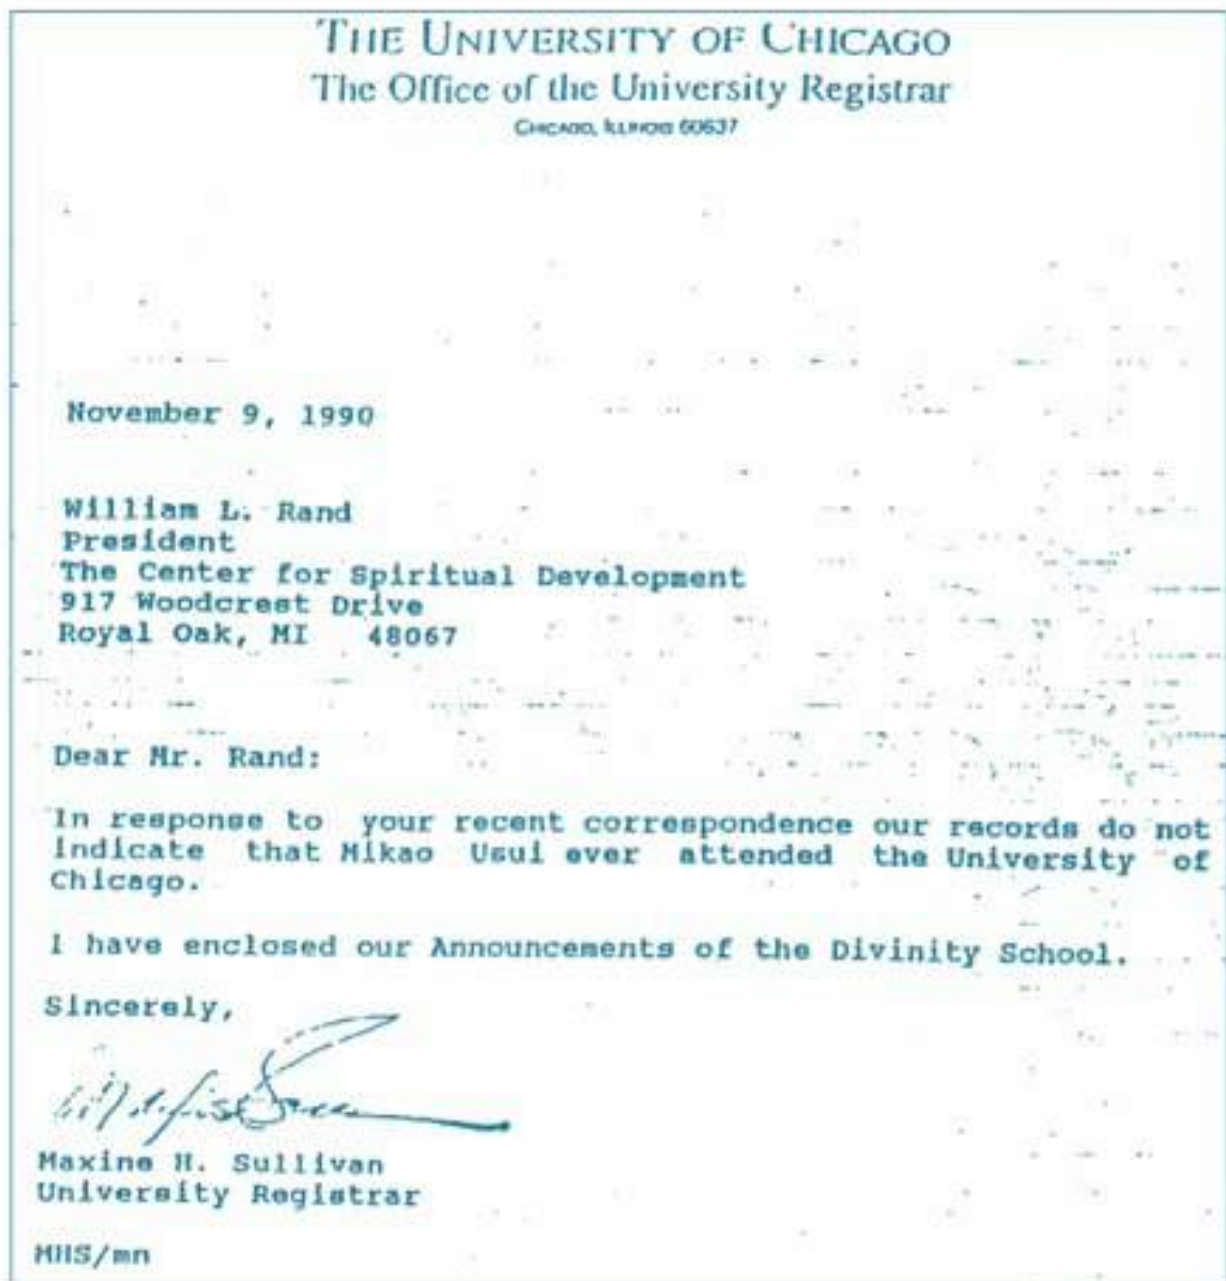 THE UNIVERSITY OF CHICAGO
The Office of the University Registrar
CHICAGO, ILLINOIS 60637
November 9, 1990
William L. Rand
President
The Center for Spiritual Development
917 Woodcrest Drive
Royal Oak, MI 48067
Dear Mr. Rand:
In response to your recent correspondence our records do not
indicate that Mikao Usui ever attended the University of
Chicago.
I have enclosed our Announcements of the Divinity School.
Sincerely,
Maxine H. Sullivan
University Registrar
MHS/mn